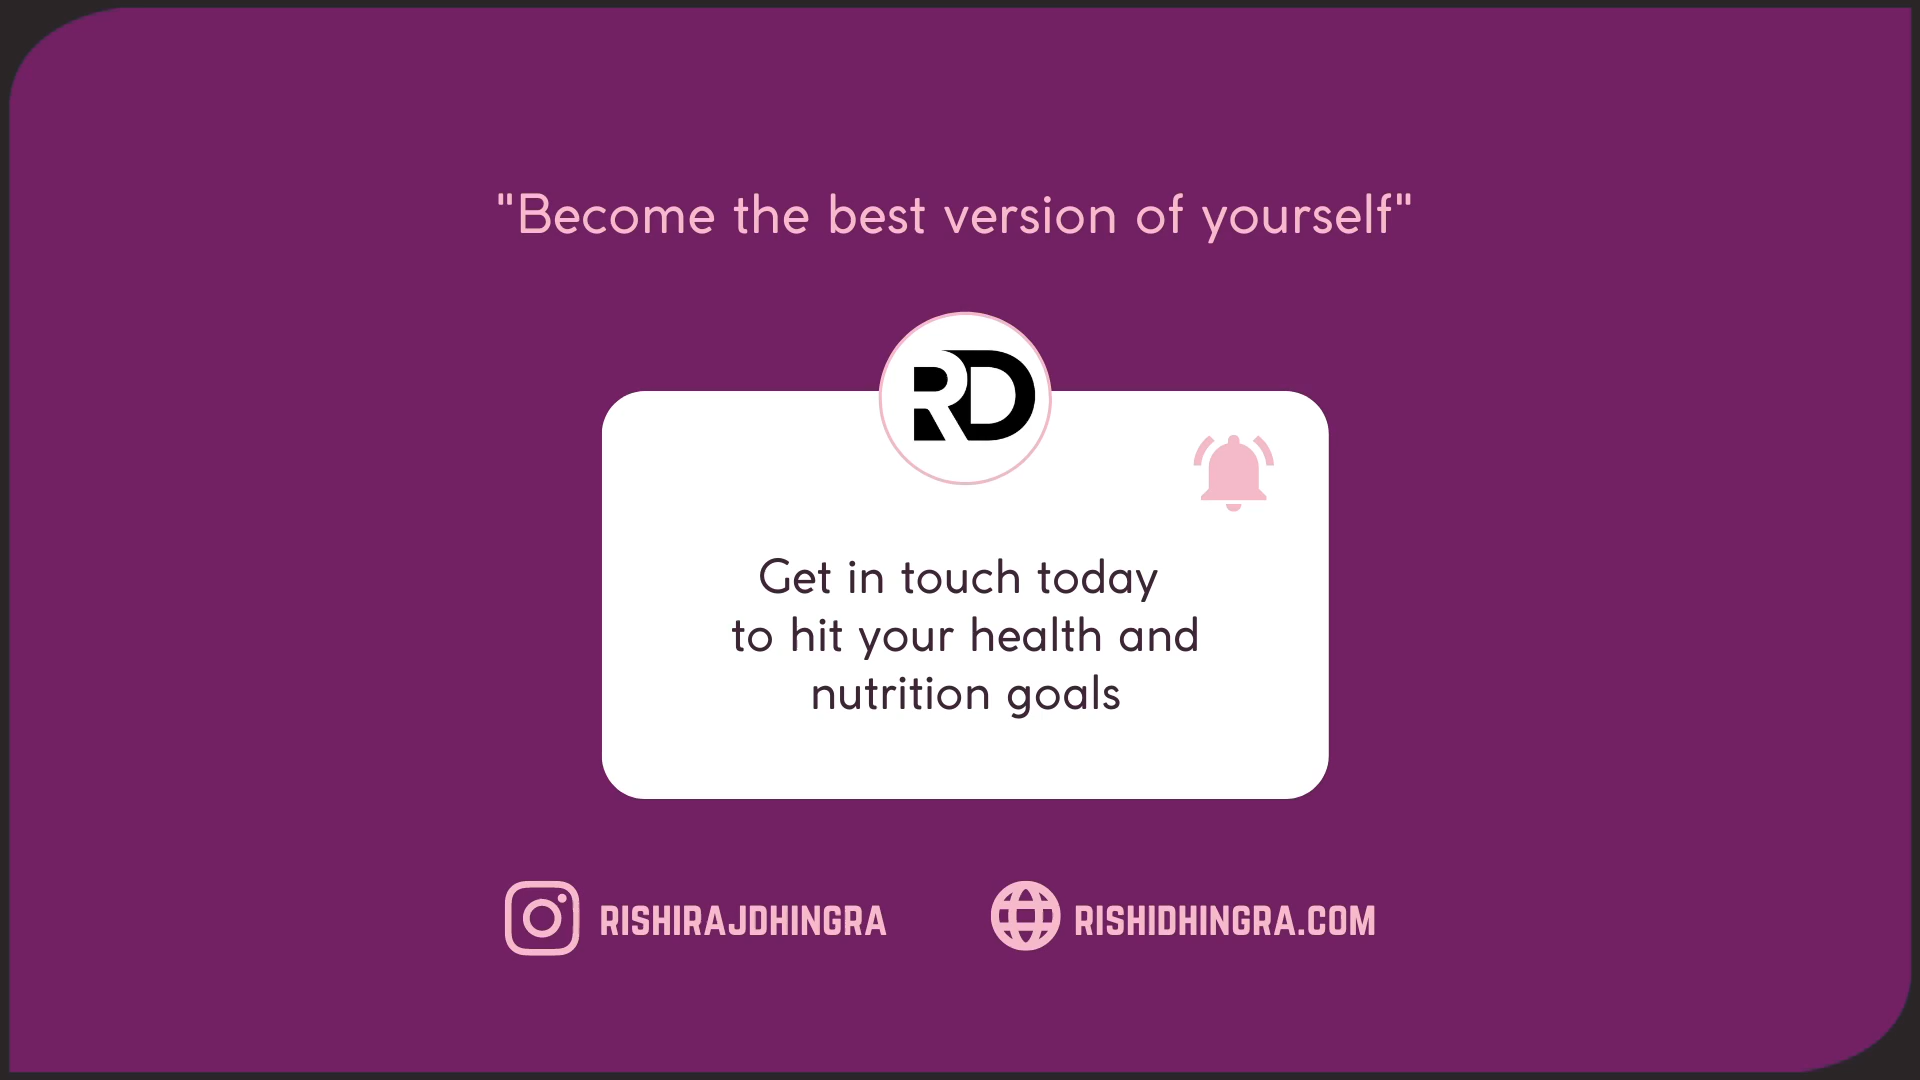 "Become the best version of yourself"
RD
Get in touch today
to hit your health and
nutrition goals
RISHIRAJDHINGRA
RISHIDHINGRA.COM